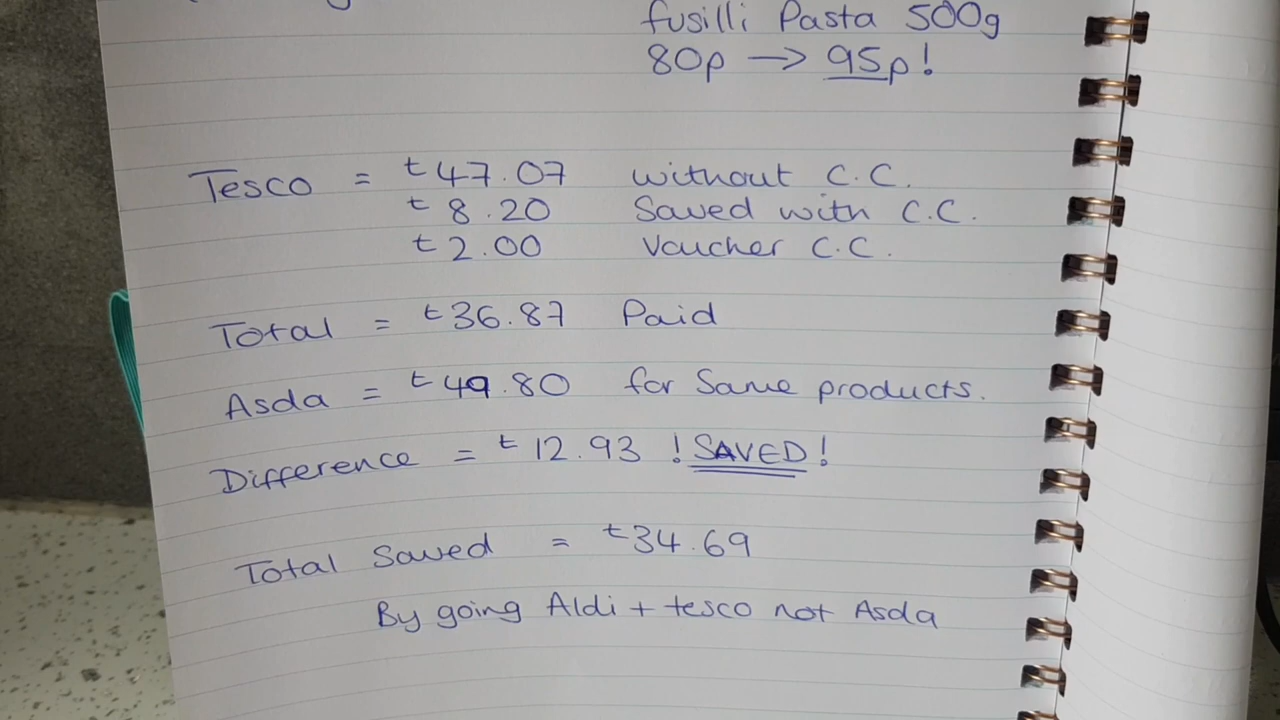 fusilli Pasta 500g
80p → 95p!
Tesco = £47.07 without C.C.
£8.20 Saved with C.C.
£2.00 Voucher C.C.
Total = £36.87 Paid
Asda = £49.80 for Same products.
Difference = £12.93 !SAVED!
Total Saved = £34.69
By going Aldi + tesco not Asda